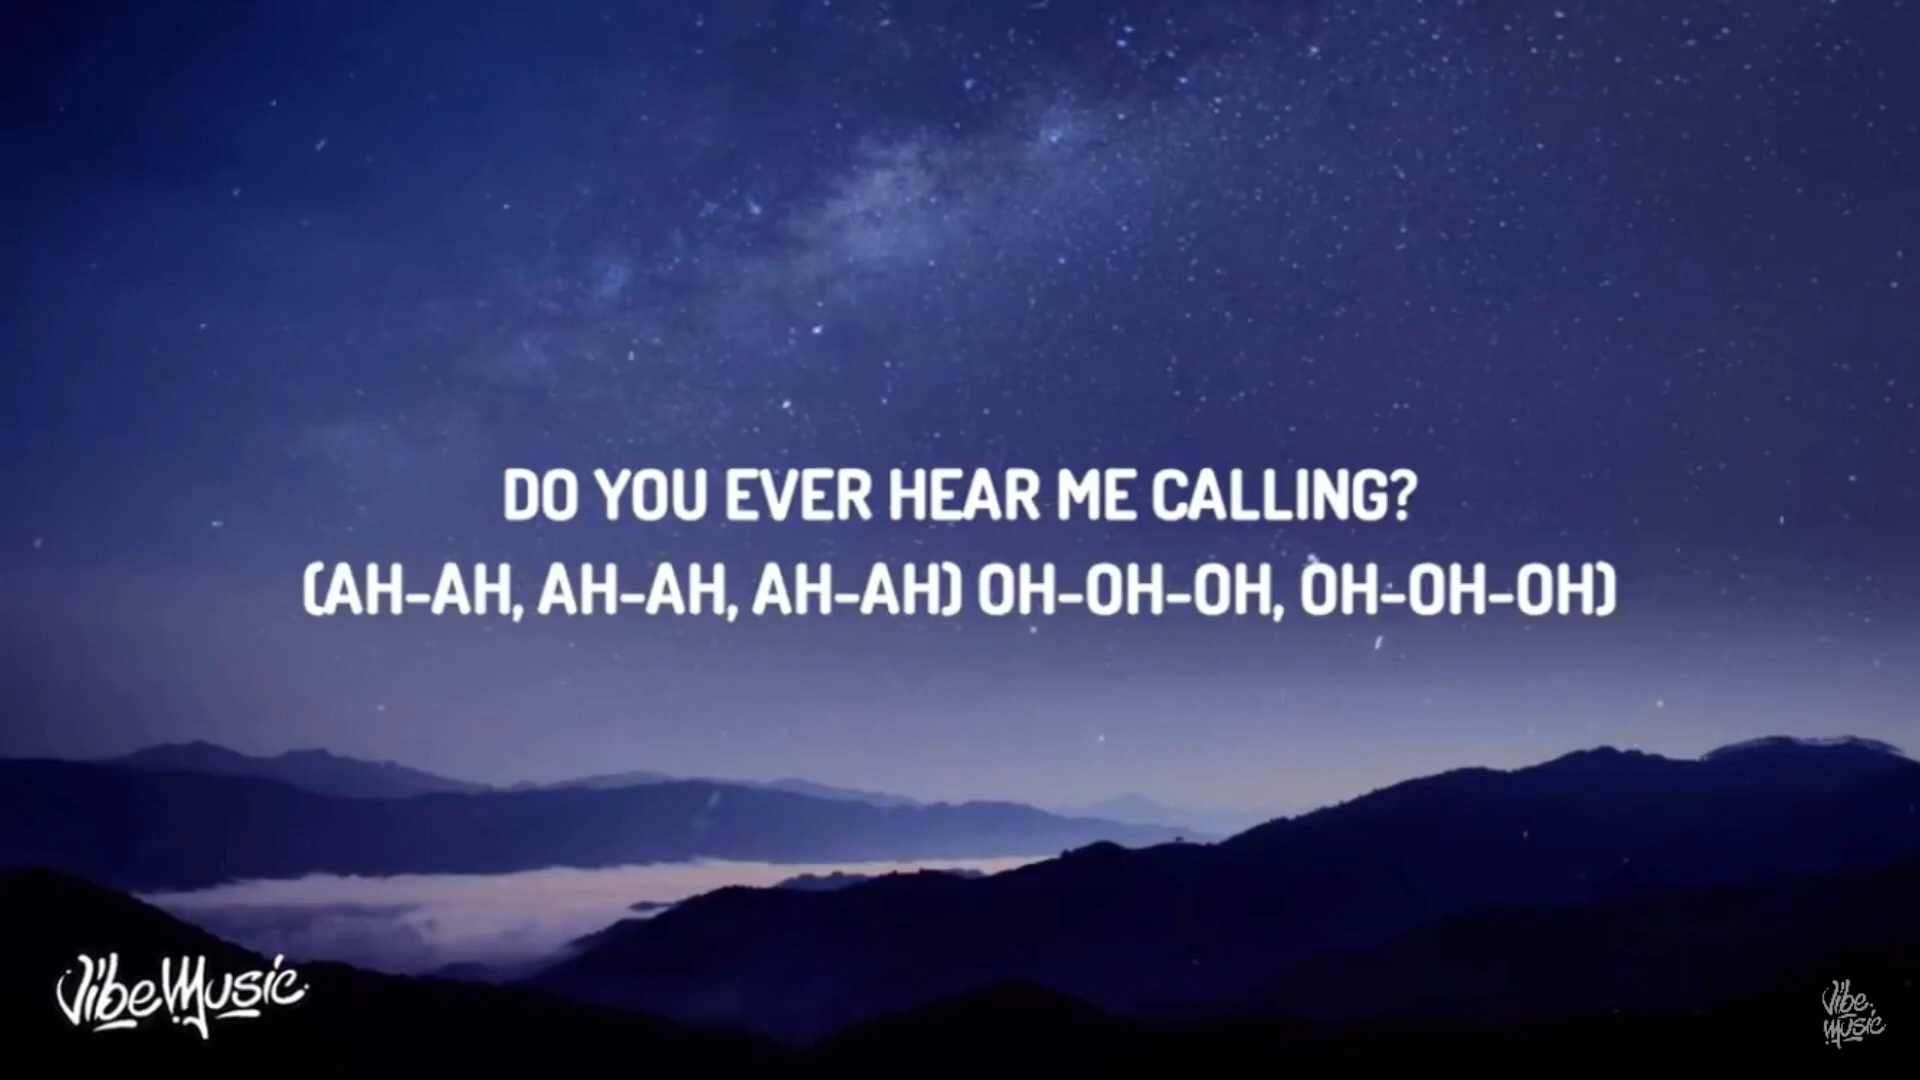 DO YOU EVER HEAR ME CALLING?
(AH-AH, AH-AH, AH-AH) OH-OH-OH, OH-OH-OH)
VibeMusic
Vibe
Music